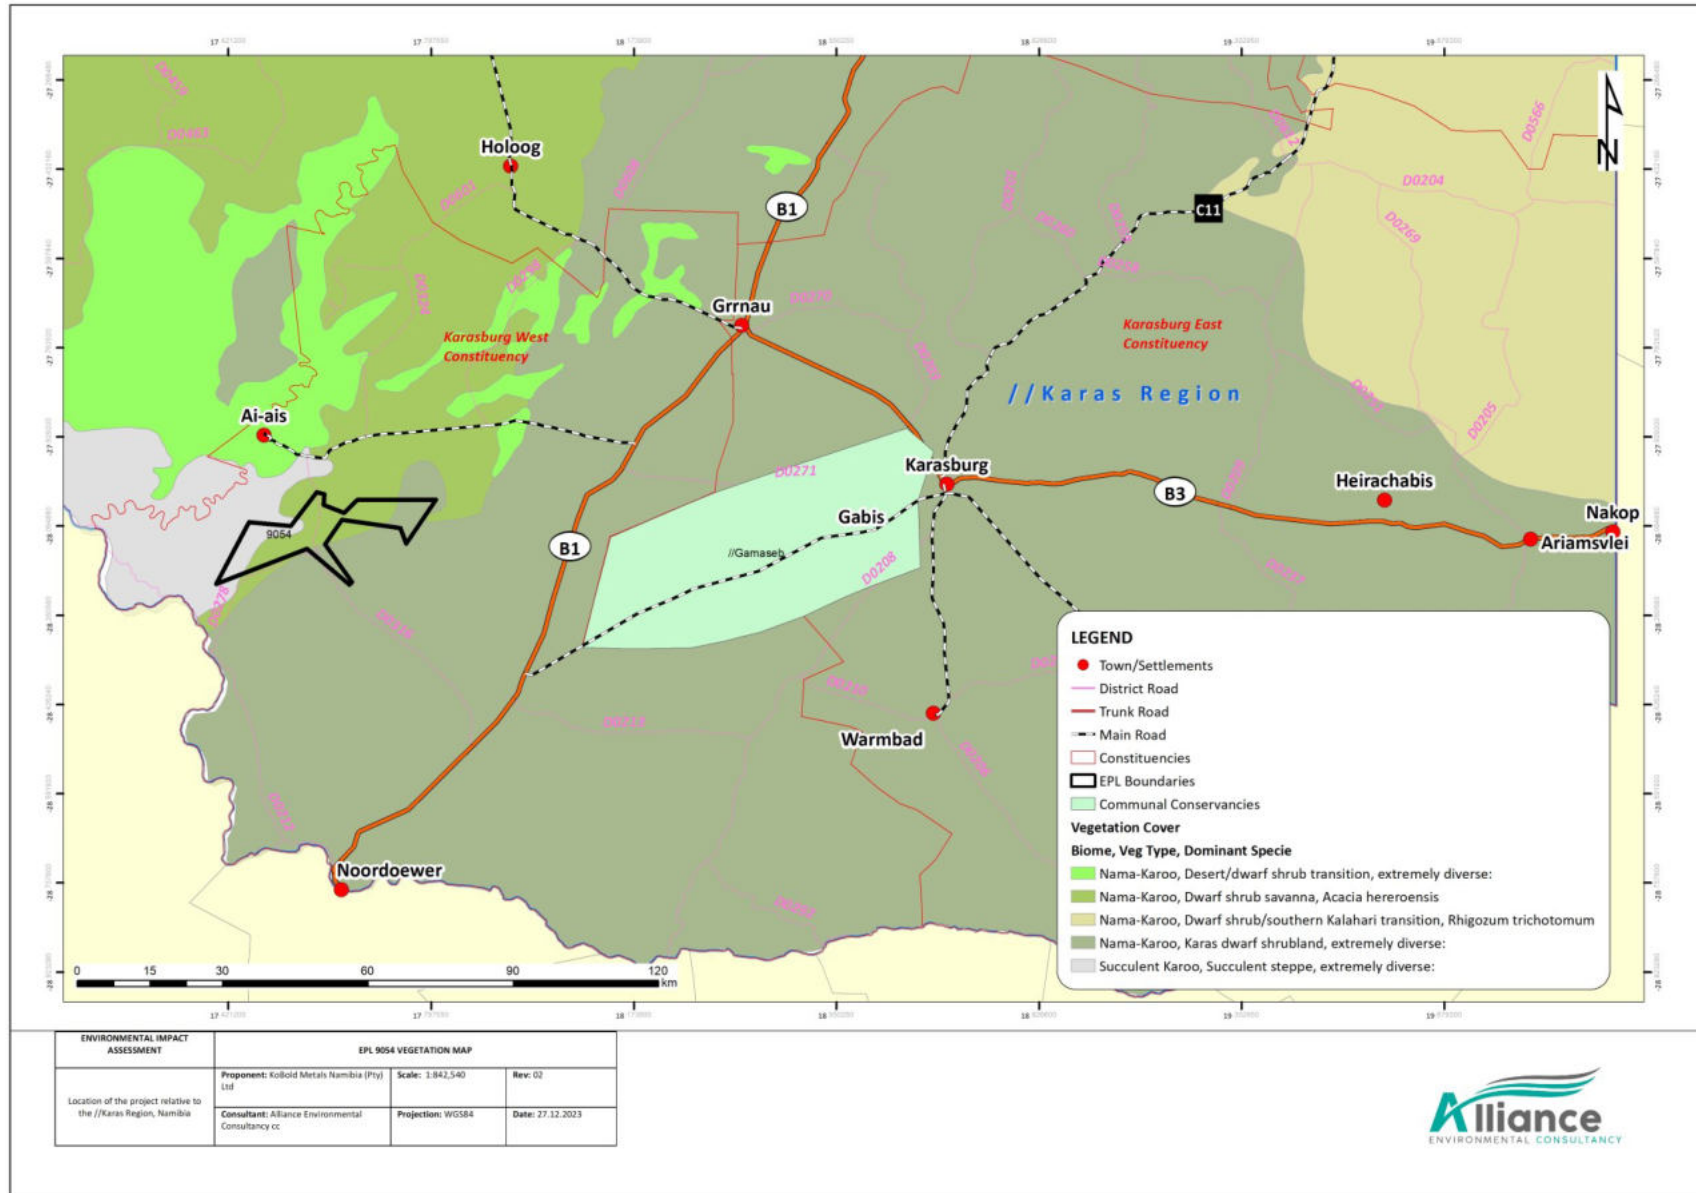 Holoog
B1
C11
D0463
D0204
D0566
D0269
Grrnau
Karasburg West
Constituency
Karasburg East
Constituency
//Karas Region
Ai-ais
D0271
Karasburg
B3
Heirachabis
D0205
Gabis
Nakop
9054
B1
//Gamaseb
Ariamsvlei
D0208
D0278
Warmbad
Noordoewer
LEGEND
Town/Settlements
District Road
Trunk Road
Main Road
Constituencies
EPL Boundaries
Communal Conservancies
Vegetation Cover
Biome, Veg Type, Dominant Specie
Nama-Karoo, Desert/dwarf shrub transition, extremely diverse:
Nama-Karoo, Dwarf shrub savanna, Acacia hereroensis
Nama-Karoo, Dwarf shrub/southern Kalahari transition, Rhigozum trichotomum
Nama-Karoo, Karas dwarf shrubland, extremely diverse:
Succulent Karoo, Succulent steppe, extremely diverse:
0 15 30 60 90 120
km
N
ENVIRONMENTAL IMPACT
ASSESSMENT
EPL 9054 VEGETATION MAP
Location of the project relative to
the //Karas Region, Namibia
Proponent: KoBold Metals Namibia (Pty)
Ltd
Scale: 1:842,540
Rev: 02
Consultant: Alliance Environmental
Consultancy cc
Projection: WGS84
Date: 27.12.2023
Alliance
ENVIRONMENTAL CONSULTANCY